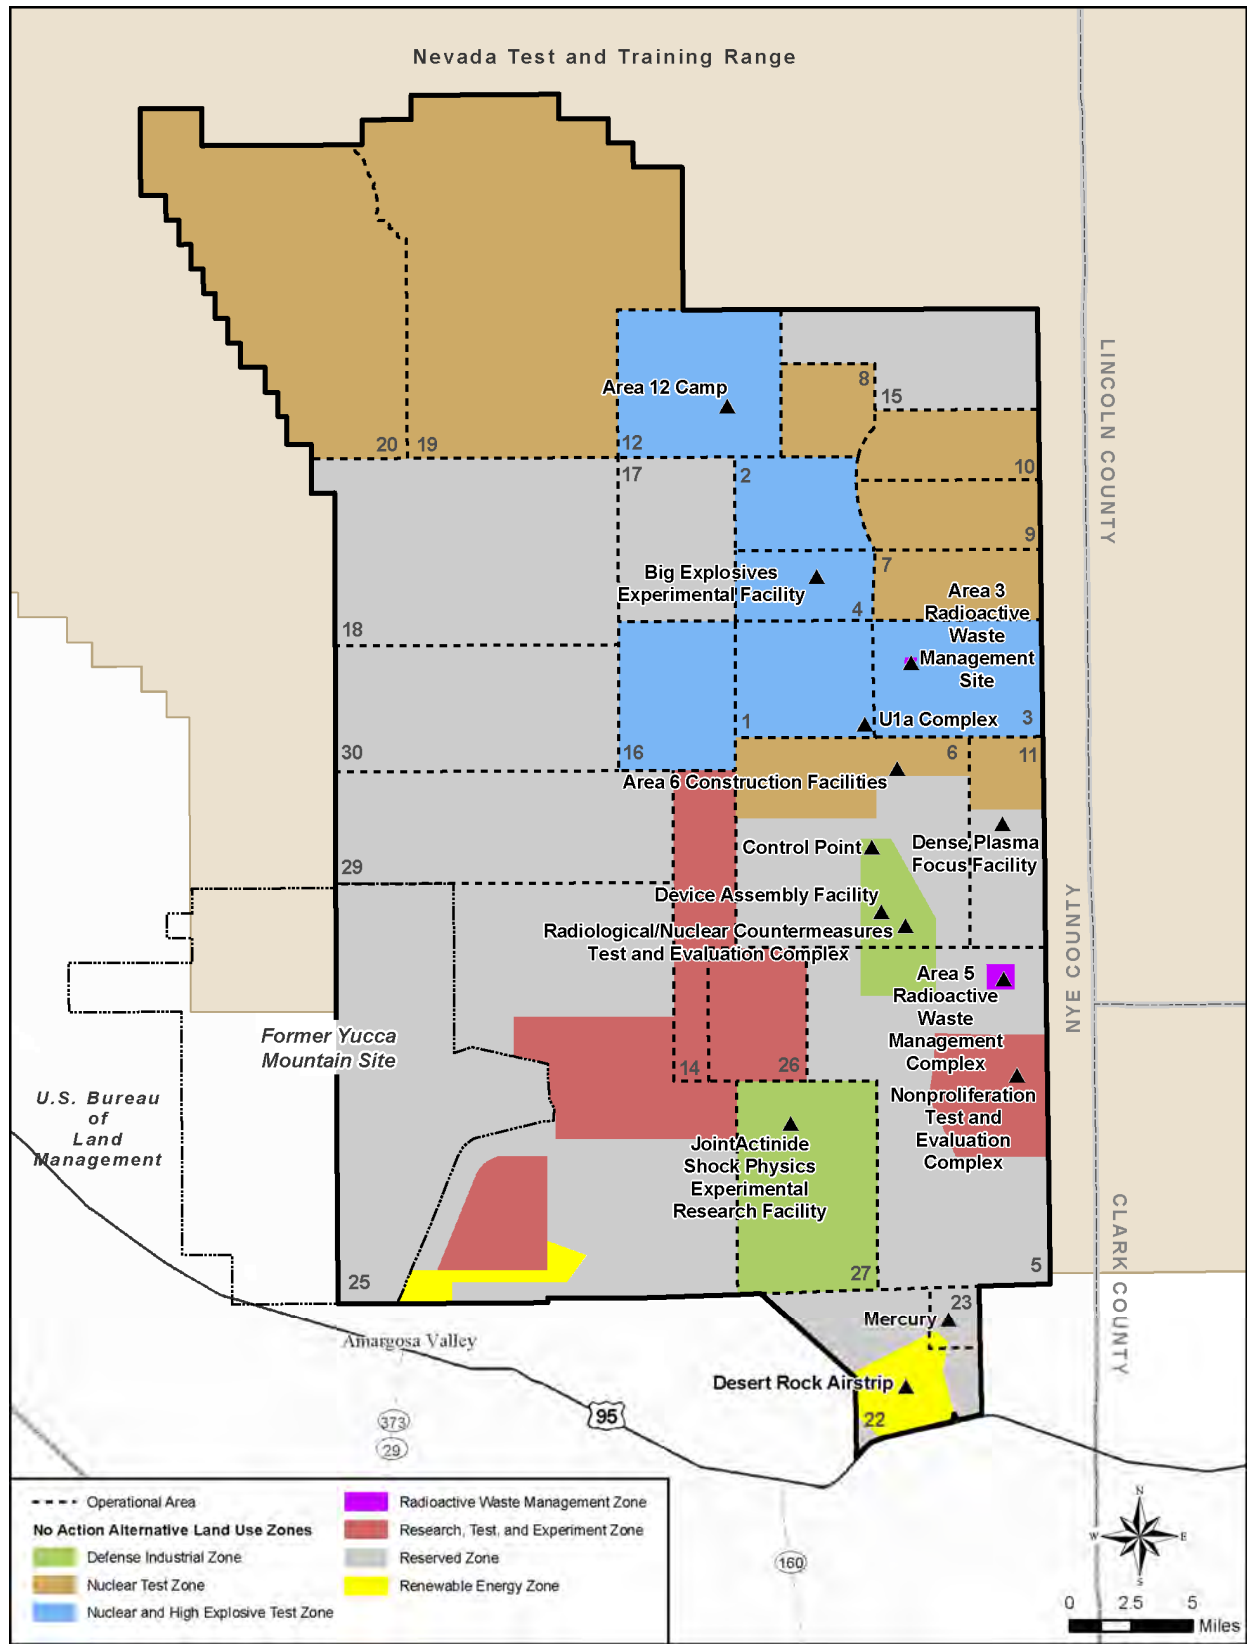 Nevada Test and Training Range
LINCOLN COUNTY
8
15
Area 12 Camp
20
19
12
10
17
2
9
7
Big Explosives
Experimental Facility
4
Area 3
Radioactive
Waste
Management
Site
18
1
U1a Complex
3
30
16
6
11
Area 6 Construction Facilities
Control Point
Dense Plasma
Focus Facility
29
Device Assembly Facility
NYE COUNTY
Radiological/Nuclear Countermeasures
Test and Evaluation Complex
Area 5
Radioactive
Waste
Management
Complex
Former Yucca
Mountain Site
14
26
U.S. Bureau
of
Land
Management
Nonproliferation
Test and
Evaluation
Complex
JointActinide
Shock Physics
Experimental
Research Facility
CLARK COUNTY
25
27
5
23
Mercury
Amargosa Valley
Desert Rock Airstrip
22
373
95
29
Operational Area
No Action Alternative Land Use Zones
Defense Industrial Zone
Nuclear Test Zone
Nuclear and High Explosive Test Zone
Radioactive Waste Management Zone
Research, Test, and Experiment Zone
Reserved Zone
Renewable Energy Zone
160
N
W
E
S
0 2.5 5
Miles